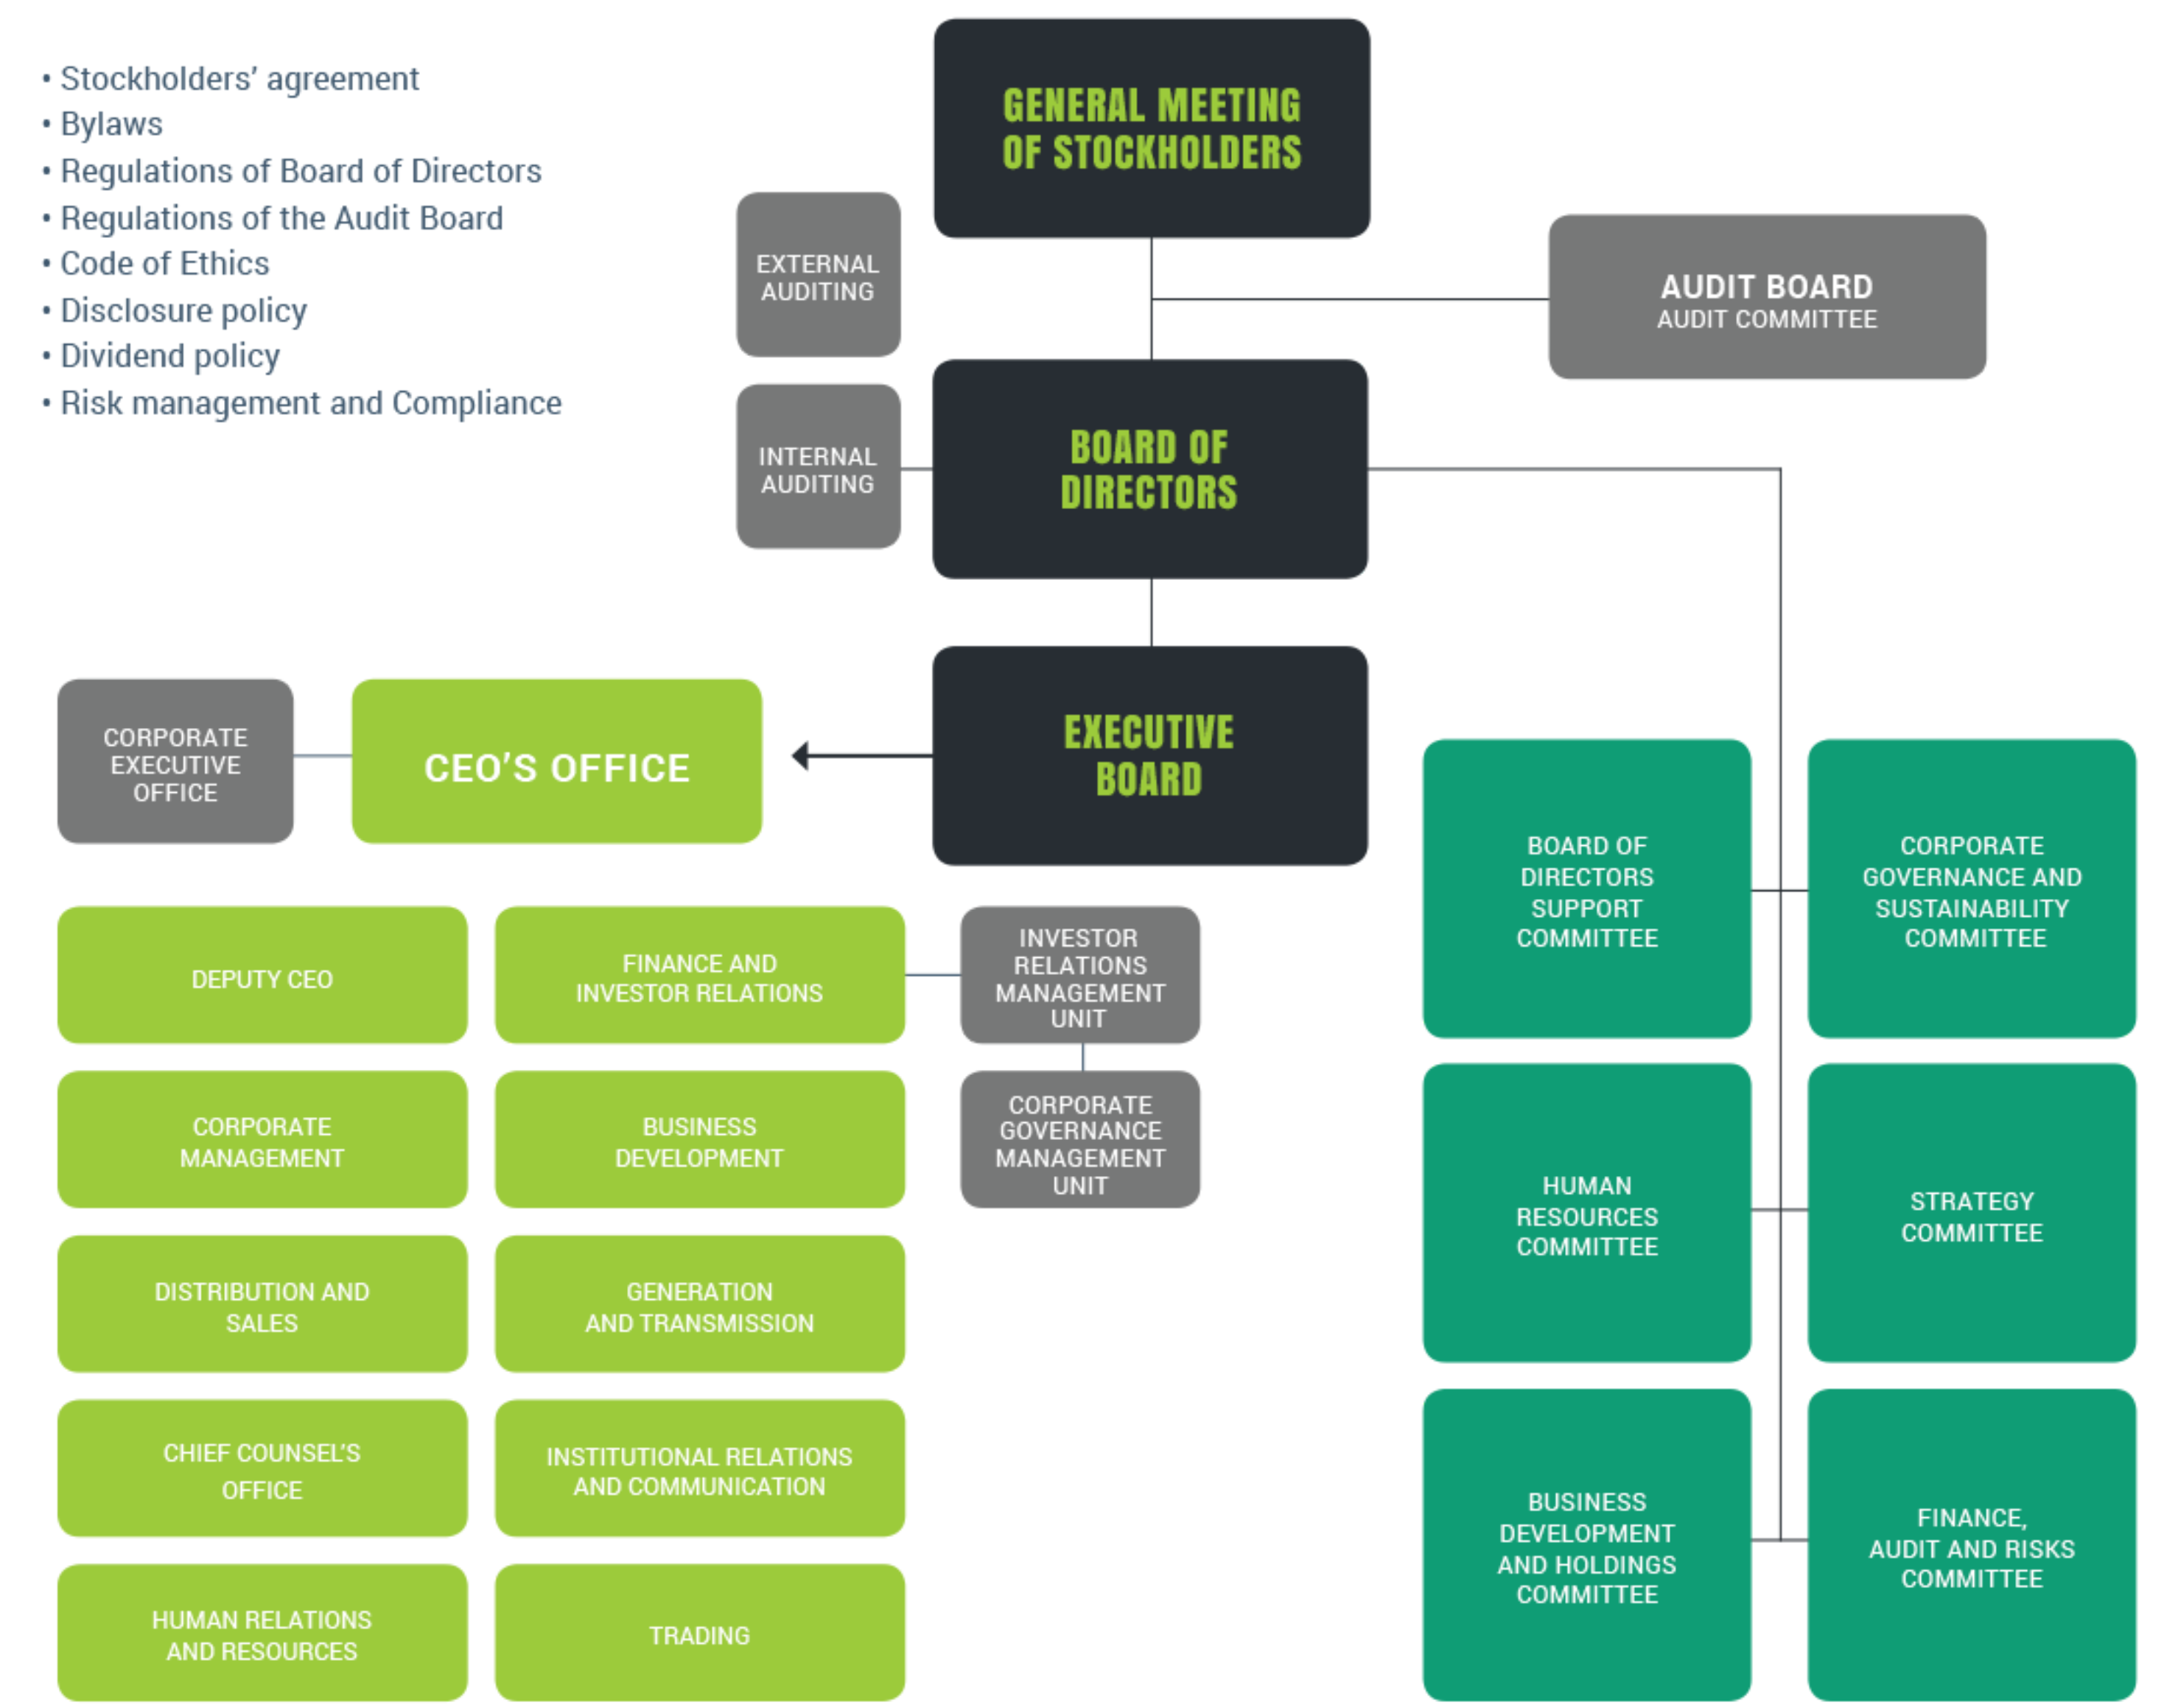 • Stockholders’ agreement
• Bylaws
• Regulations of Board of Directors
• Regulations of the Audit Board
• Code of Ethics
• Disclosure policy
• Dividend policy
• Risk management and Compliance
GENERAL MEETING
OF STOCKHOLDERS
EXTERNAL
AUDITING
AUDIT BOARD
AUDIT COMMITTEE
INTERNAL
AUDITING
BOARD OF
DIRECTORS
CORPORATE
EXECUTIVE
OFFICE
CEO’S OFFICE
EXECUTIVE
BOARD
DEPUTY CEO
FINANCE AND
INVESTOR RELATIONS
INVESTOR
RELATIONS
MANAGEMENT
UNIT
CORPORATE
MANAGEMENT
BUSINESS
DEVELOPMENT
CORPORATE
GOVERNANCE
MANAGEMENT
UNIT
DISTRIBUTION AND
SALES
GENERATION
AND TRANSMISSION
CHIEF COUNSEL’S
OFFICE
INSTITUTIONAL RELATIONS
AND COMMUNICATION
HUMAN RELATIONS
AND RESOURCES
TRADING
BOARD OF
DIRECTORS
SUPPORT
COMMITTEE
CORPORATE
GOVERNANCE AND
SUSTAINABILITY
COMMITTEE
HUMAN
RESOURCES
COMMITTEE
STRATEGY
COMMITTEE
BUSINESS
DEVELOPMENT
AND HOLDINGS
COMMITTEE
FINANCE,
AUDIT AND RISKS
COMMITTEE